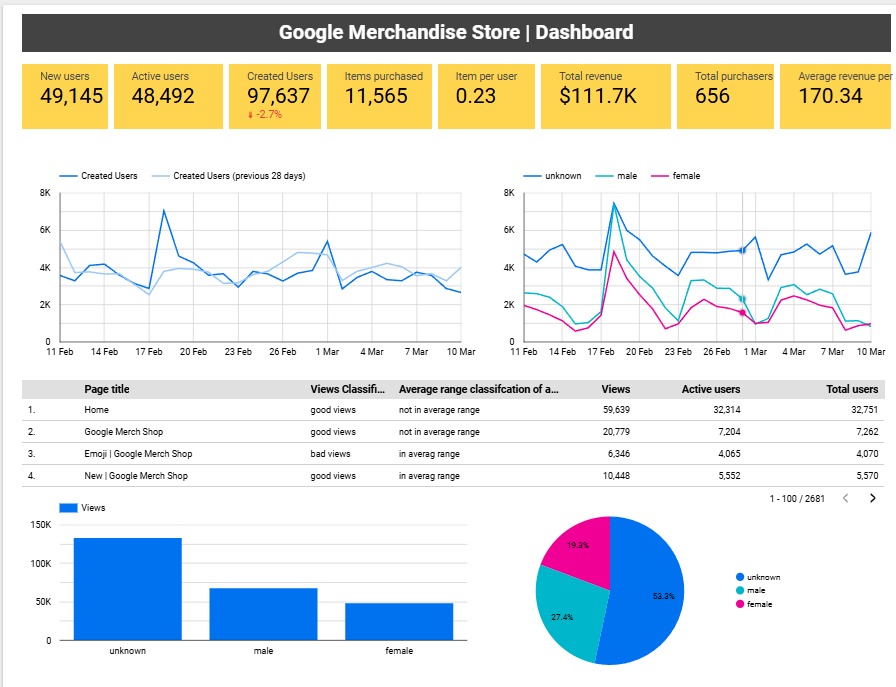 Google Merchandise Store | Dashboard
New users Active users Created Users Items purchased Item per user Total revenue Total purchasers Average revenue per
49,145 48,492 97,637 11,565 0.23 $111.7K 656 170.34
-2.7%
Created Users Created Users (previous 28 days)
8K
6K
4K
2K
0
11 Feb 14 Feb 17 Feb 20 Feb 23 Feb 26 Feb 1 Mar 4 Mar 7 Mar 10 Mar
unknown male female
8K
6K
4K
2K
0
11 Feb 14 Feb 17 Feb 20 Feb 23 Feb 26 Feb 1 Mar 4 Mar 7 Mar 10 Mar
Page title Views Classifi... Average range classifcation of a... Views Active users Total users
1. Home good views not in average range 59,639 32,314 32,751
2. Google Merch Shop good views not in average range 20,779 7,204 7,262
3. Emoji | Google Merch Shop bad views in averag range 6,346 4,065 4,070
4. New | Google Merch Shop good views in averag range 10,448 5,552 5,570
1 - 100 / 2681
Views
150K
100K
50K
0
unknown male female
19.3%
53.3%
27.4%
unknown
male
female